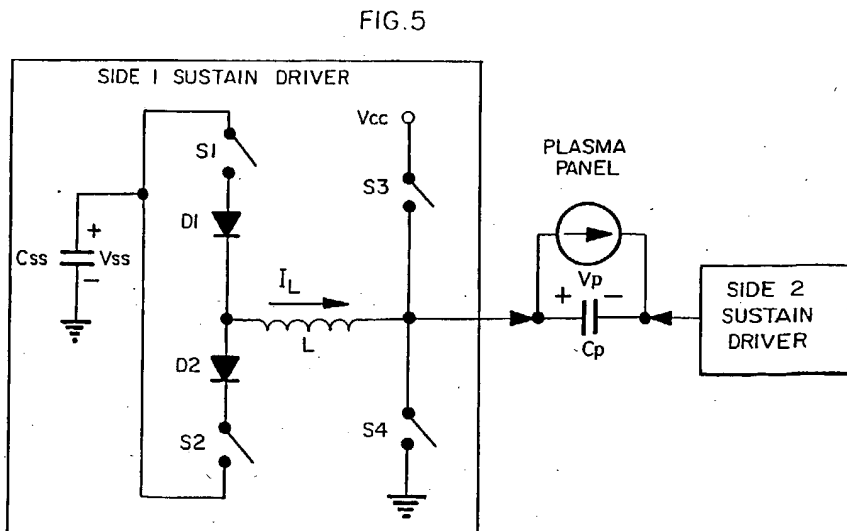 FIG.5
SIDE 1 SUSTAIN DRIVER
Vcc
S1
S3
PLASMA
PANEL
D1
+
Css
Vss
−
IL
L
Vp
+
−
Cp
SIDE 2
SUSTAIN
DRIVER
D2
S2
S4